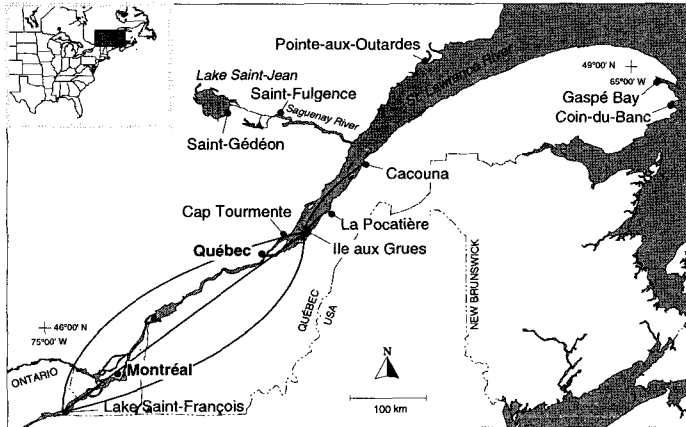 Pointe-aux-Outardes
St. Lawrence River
49°00' N
65°00' W
Lake Saint-Jean
Saint-Fulgence
Saguenay River
Gaspé Bay
Coin-du-Banc
Saint-Gédéon
Cacouna
Cap Tourmente
La Pocatière
Québec
Ile aux Grues
QUÉBEC
USA
NEW BRUNSWICK
46°00' N
75°00' W
N
ONTARIO
Montréal
100 km
Lake Saint-François